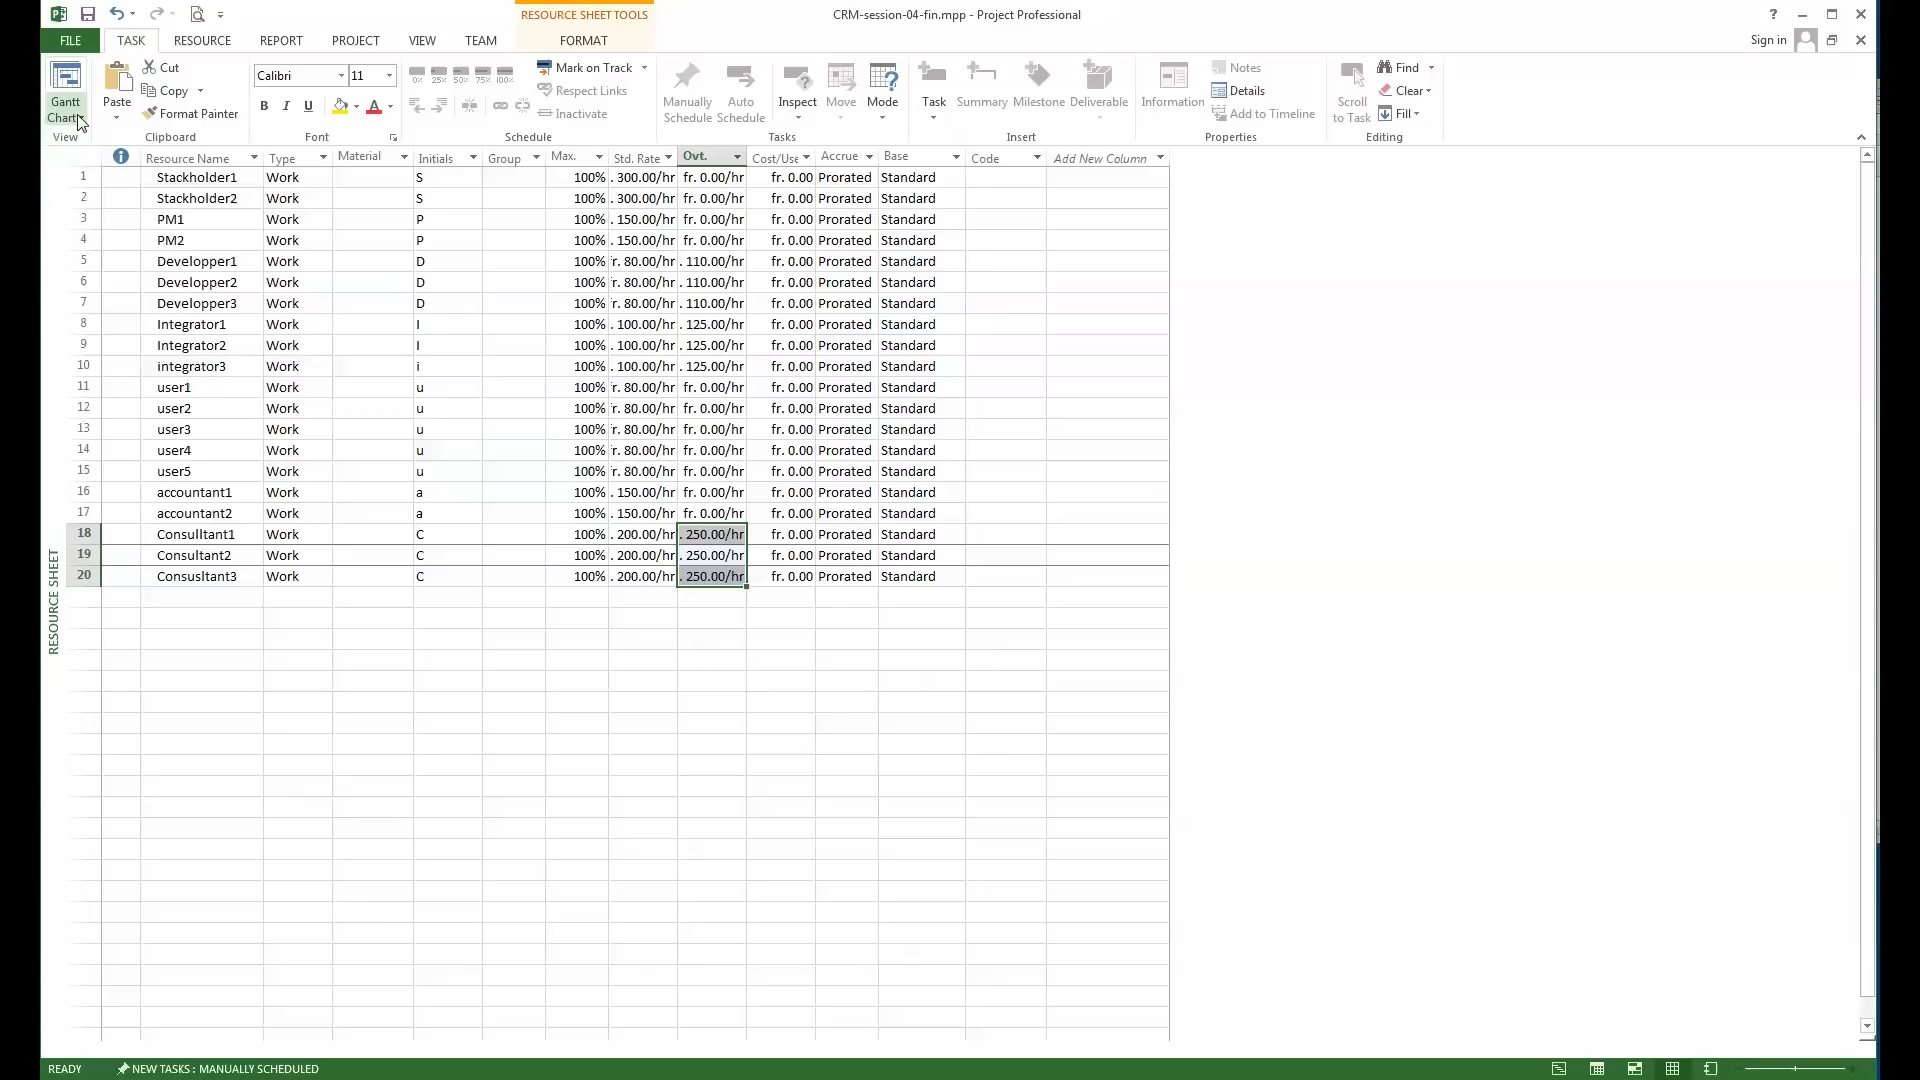 RESOURCE SHEET TOOLS
CRM-session-04-fin.mpp - Project Professional
FILE TASK RESOURCE REPORT PROJECT VIEW TEAM FORMAT Sign in
Gantt Chart
View
Paste
Cut
Copy
Format Painter
Clipboard
Calibri 11
B I U A
Font
0% 25% 50% 75% 100%
Mark on Track
Respect Links
Inactivate
Schedule
Manually Schedule
Auto Schedule
Inspect
Move
Mode
Tasks
Task
Summary
Milestone
Deliverable
Insert
Information
Notes
Details
Add to Timeline
Properties
Scroll to Task
Find
Clear
Fill
Editing
Resource Name Type Material Initials Group Max. Std. Rate Ovt. Cost/Use Accrue Base Code Add New Column
1 Stackholder1 Work S 100% . 300.00/hr fr. 0.00/hr fr. 0.00 Prorated Standard
2 Stackholder2 Work S 100% . 300.00/hr fr. 0.00/hr fr. 0.00 Prorated Standard
3 PM1 Work P 100% . 150.00/hr fr. 0.00/hr fr. 0.00 Prorated Standard
4 PM2 Work P 100% . 150.00/hr fr. 0.00/hr fr. 0.00 Prorated Standard
5 Developper1 Work D 100% r. 80.00/hr . 110.00/hr fr. 0.00 Prorated Standard
6 Developper2 Work D 100% r. 80.00/hr . 110.00/hr fr. 0.00 Prorated Standard
7 Developper3 Work D 100% r. 80.00/hr . 110.00/hr fr. 0.00 Prorated Standard
8 Integrator1 Work I 100% . 100.00/hr . 125.00/hr fr. 0.00 Prorated Standard
9 Integrator2 Work I 100% . 100.00/hr . 125.00/hr fr. 0.00 Prorated Standard
10 integrator3 Work i 100% . 100.00/hr . 125.00/hr fr. 0.00 Prorated Standard
11 user1 Work u 100% r. 80.00/hr fr. 0.00/hr fr. 0.00 Prorated Standard
12 user2 Work u 100% r. 80.00/hr fr. 0.00/hr fr. 0.00 Prorated Standard
13 user3 Work u 100% r. 80.00/hr fr. 0.00/hr fr. 0.00 Prorated Standard
14 user4 Work u 100% r. 80.00/hr fr. 0.00/hr fr. 0.00 Prorated Standard
15 user5 Work u 100% r. 80.00/hr fr. 0.00/hr fr. 0.00 Prorated Standard
16 accountant1 Work a 100% . 150.00/hr fr. 0.00/hr fr. 0.00 Prorated Standard
17 accountant2 Work a 100% . 150.00/hr fr. 0.00/hr fr. 0.00 Prorated Standard
18 Consulltant1 Work C 100% . 200.00/hr . 250.00/hr fr. 0.00 Prorated Standard
19 Consultant2 Work C 100% . 200.00/hr . 250.00/hr fr. 0.00 Prorated Standard
20 Consusltant3 Work C 100% . 200.00/hr . 250.00/hr fr. 0.00 Prorated Standard
RESOURCE SHEET
READY NEW TASKS : MANUALLY SCHEDULED